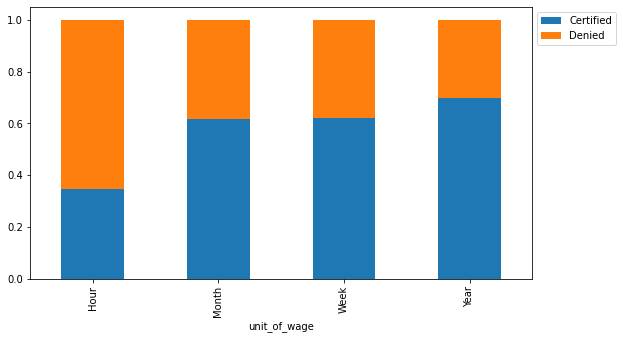 1.0
0.8
0.6
0.4
0.2
0.0
Hour
Month
Week
Year
unit_of_wage
Certified
Denied